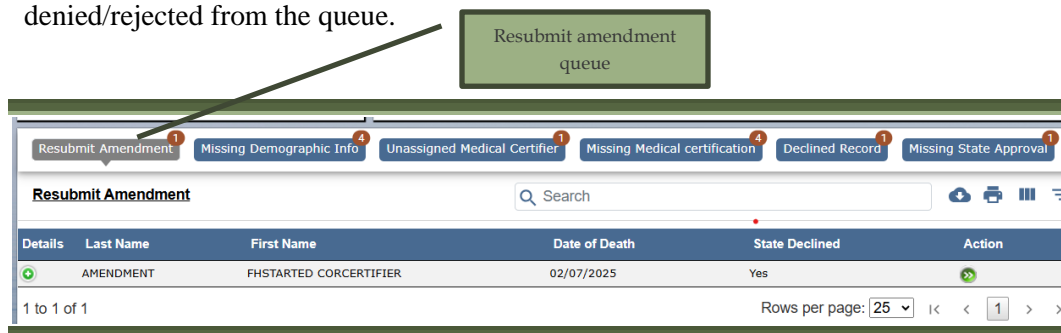 denied/rejected from the queue.
Resubmit amendment
queue
Resubmit Amendment 1 Missing Demographic Info 4 Unassigned Medical Certifier 1 Missing Medical certification 4 Declined Record 1 Missing State Approval 1
Resubmit Amendment Search
Details Last Name First Name Date of Death State Declined Action
AMENDMENT FHSTARTED CORCERTIFIER 02/07/2025 Yes
1 to 1 of 1 Rows per page: 25 1